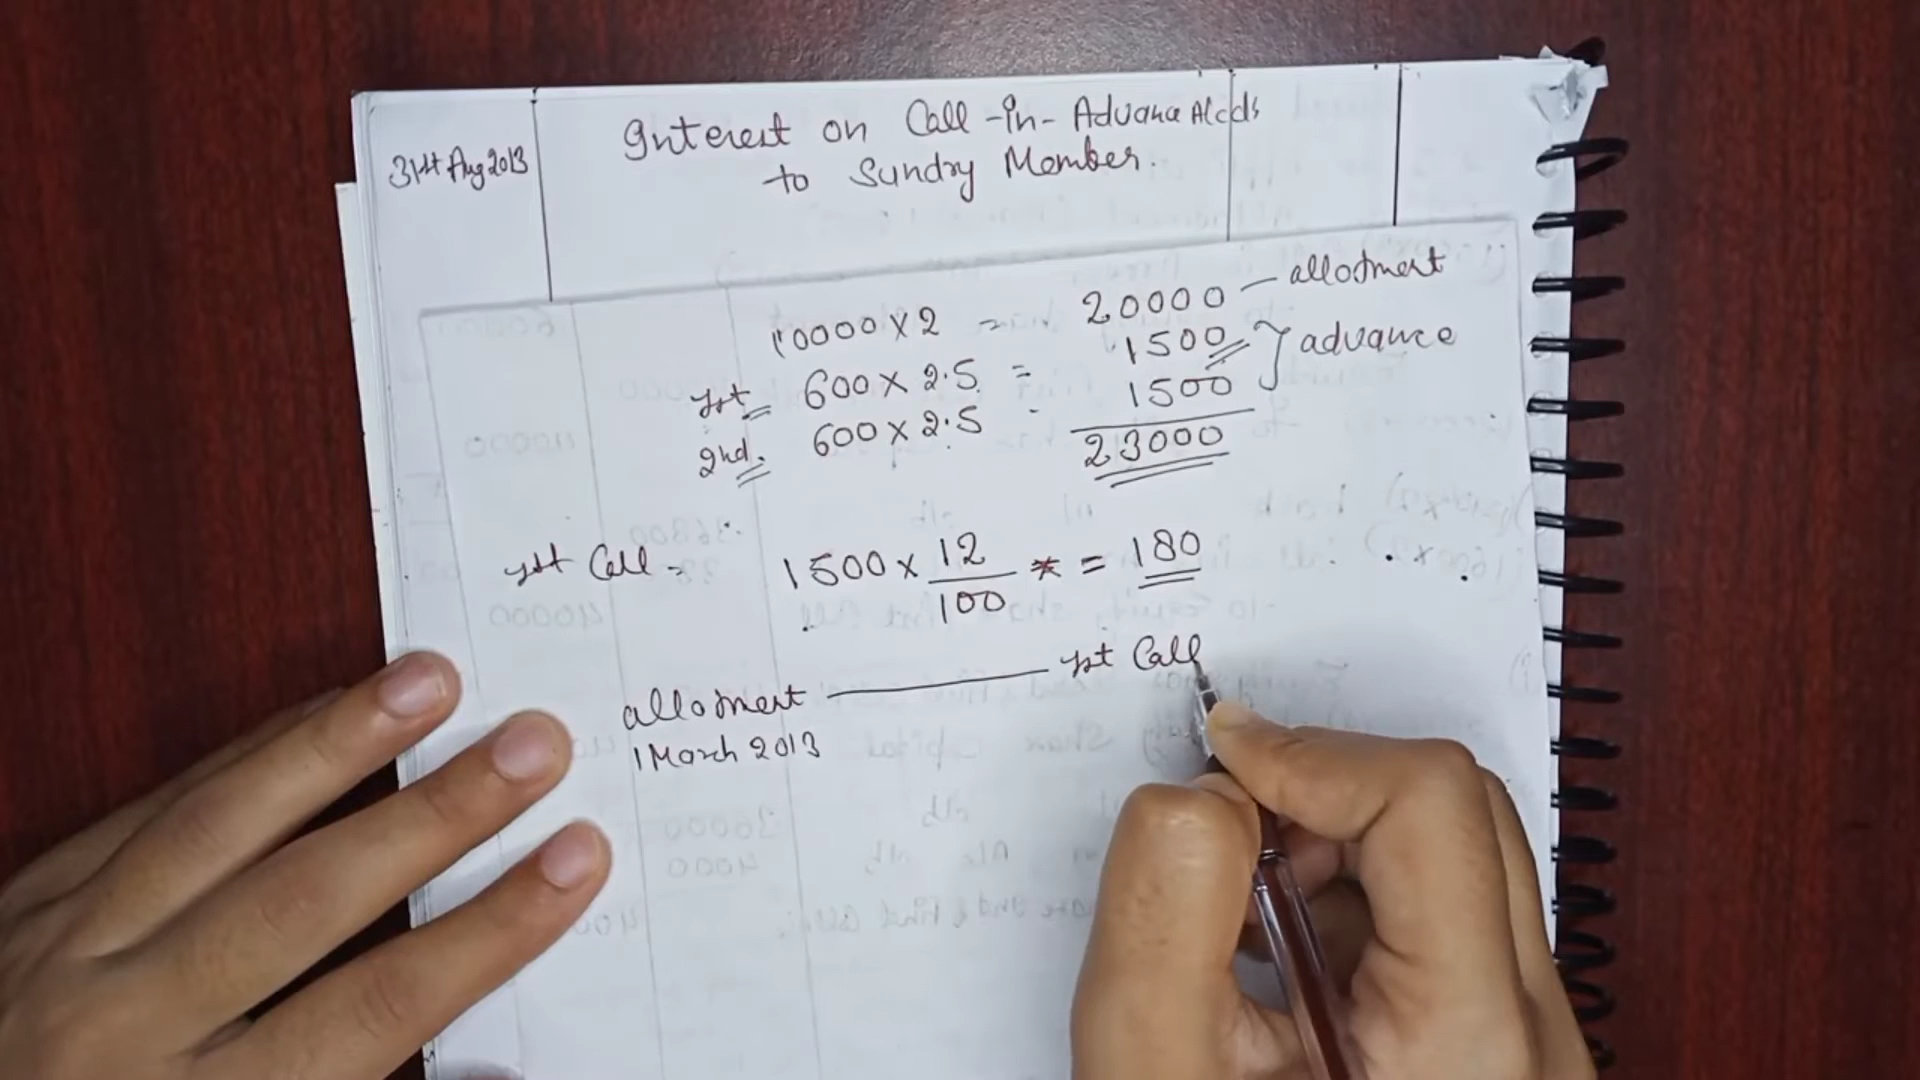 31st Aug 2013
Interest on Call-in-Advance A/c ds
to Sundry Member.
10000 x 2 = 20000 - allotment
1st 600 x 2.5 = 1500 } advance
2nd. 600 x 2.5 - 1500
23000
1st Call - 1500 x 12/100 * = 180
allotment ——— 1st Call
1 March 2013